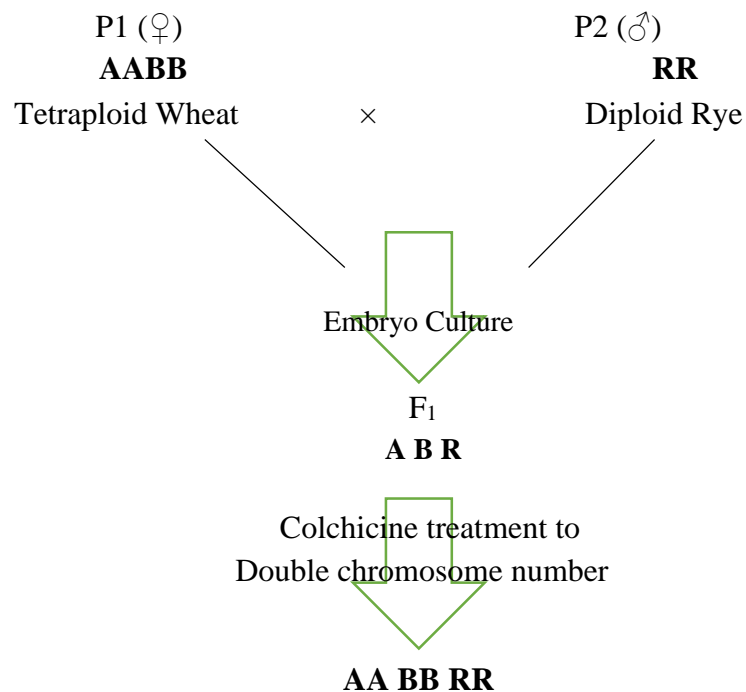 P1 (♀) P2 (♂)
AABB RR
Tetraploid Wheat × Diploid Rye
Embryo Culture
F₁
A B R
Colchicine treatment to
Double chromosome number
AA BB RR